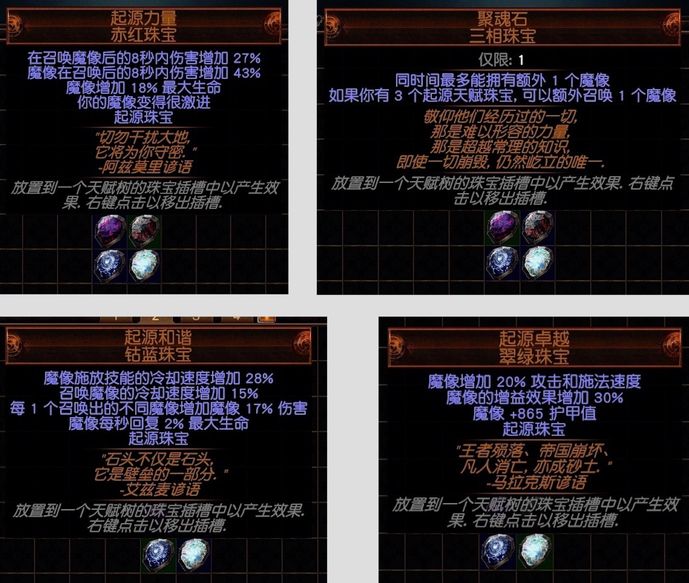 起源力量
赤红珠宝
在召唤魔像后的8秒内伤害增加 27%
魔像在召唤后的8秒内伤害增加 43%
魔像增加 18% 最大生命
你的魔像变得很激进
起源珠宝
"切勿干扰大地,
它将为你守密."
-阿兹莫里谚语
放置到一个天赋树的珠宝插槽中以产生效
果. 右键点击以移出插槽.
聚魂石
三相珠宝
仅限: 1
同时间最多能拥有额外 1 个魔像
如果你有 3 个起源天赋珠宝, 可以额外召唤 1 个魔像
敬仰他们经历过的一切,
那是难以形容的力量,
那是超越常理的知识,
即使一切崩毁, 仍然屹立的唯一.
放置到一个天赋树的珠宝插槽中以产生效果. 右键点
击以移出插槽.
1 2 3 4
起源和谐
钴蓝珠宝
魔像施放技能的冷却速度增加 28%
召唤魔像的冷却速度增加 15%
每 1 个召唤出的不同魔像增加魔像 17% 伤害
魔像每秒回复 2% 最大生命
起源珠宝
"石头不仅是石头,
它是壁垒的一部分. "
-艾兹麦谚语
放置到一个天赋树的珠宝插槽中以产生效果.
右键点击以移出插槽.
起源卓越
翠绿珠宝
魔像增加 20% 攻击和施法速度
魔像的增益效果增加 30%
魔像 +865 护甲值
起源珠宝
"王者殒落、帝国崩坏、
凡人消亡, 亦成砂土. "
-马拉克斯谚语
放置到一个天赋树的珠宝插槽中以产生效
果. 右键点击以移出插槽.